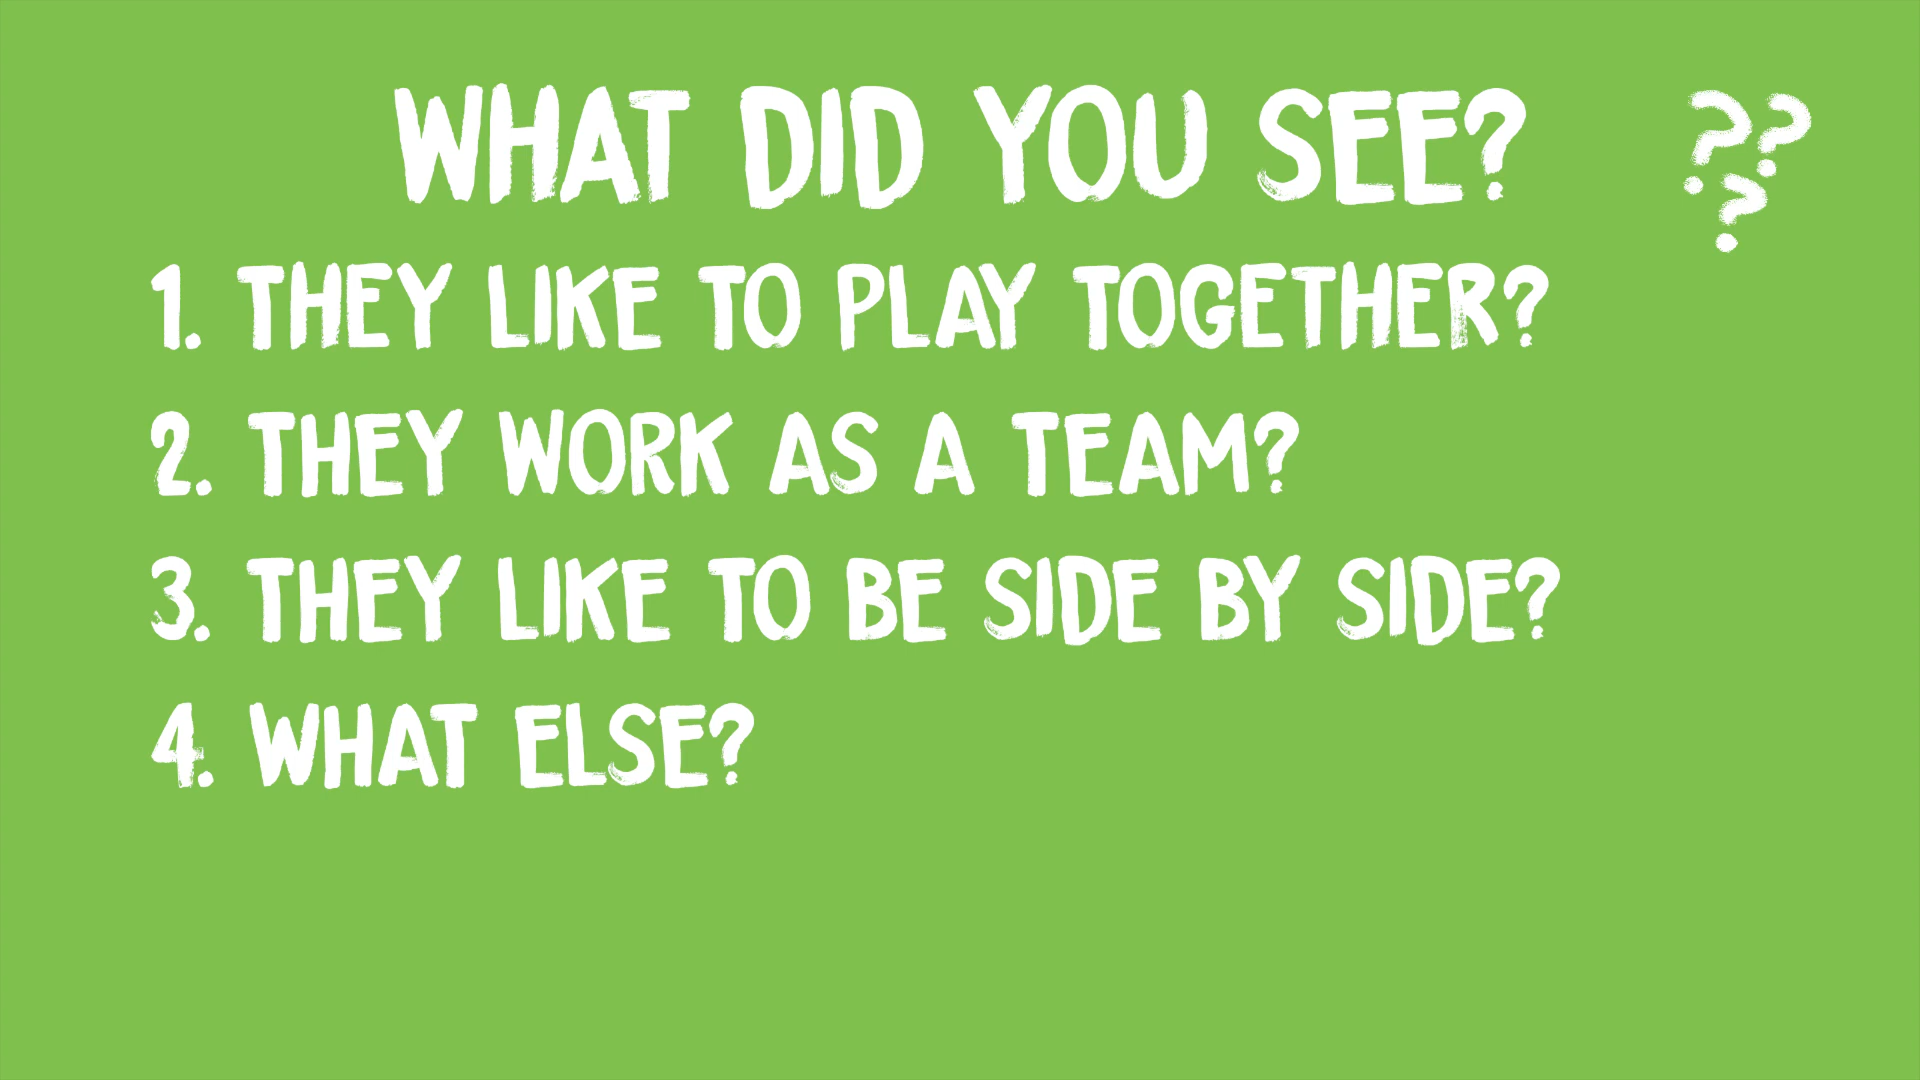 WHAT DID YOU SEE?
???
1. THEY LIKE TO PLAY TOGETHER?
2. THEY WORK AS A TEAM?
3. THEY LIKE TO BE SIDE BY SIDE?
4. WHAT ELSE?